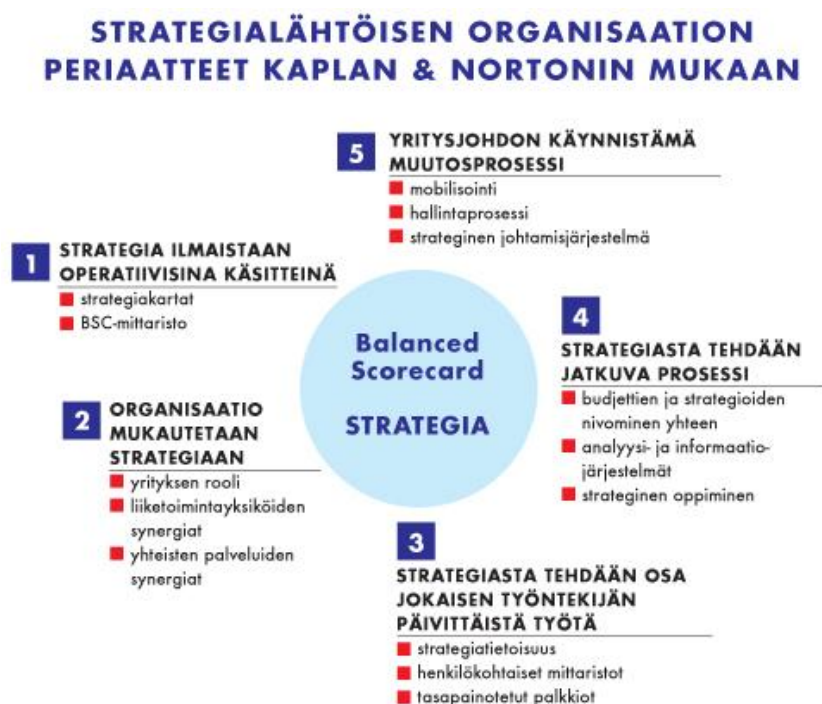 STRATEGIALÄHTÖISEN ORGANISAATION
PERIAATTEET KAPLAN & NORTONIN MUKAAN
5
YRITYSJOHDON KÄYNNISTÄMÄ
MUUTOSPROSESSI
mobilisointi
hallintaprosessi
strateginen johtamisjärjestelmä
1
STRATEGIA ILMAISTAAN
OPERATIIVISINA KÄSITTEINÄ
strategiakartat
BSC-mittaristo
Balanced
Scorecard
STRATEGIA
4
STRATEGIASTA TEHDÄÄN
JATKUVA PROSESSI
budjettien ja strategioiden
nivominen yhteen
analyysi- ja informaatio-
järjestelmät
strateginen oppiminen
2
ORGANISAATIO
MUKAUTETAAN
STRATEGIAAN
yrityksen rooli
liiketoimintayksiköiden
synergiat
yhteisten palveluiden
synergiat
3
STRATEGIASTA TEHDÄÄN OSA
JOKAISEN TYÖNTEKIJÄN
PÄIVITTÄISTÄ TYÖTÄ
strategiatietoisuus
henkilökohtaiset mittaristot
tasapainotetut palkkiot